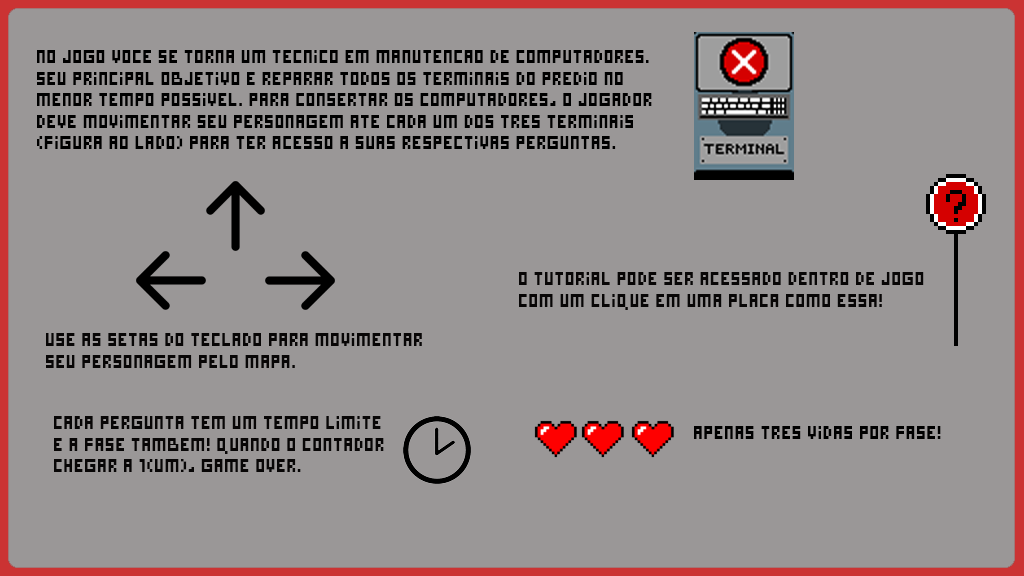 NO JOGO VOCE SE TORNA UM TECNICO EM MANUTENCAO DE COMPUTADORES.
SEU PRINCIPAL OBJETIVO E REPARAR TODOS OS TERMINAIS DO PREDIO NO
MENOR TEMPO POSSIVEL. PARA CONSERTAR OS COMPUTADORES, O JOGADOR
DEVE MOVIMENTAR SEU PERSONAGEM ATE CADA UM DOS TRES TERMINAIS
(FIGURA AO LADO) PARA TER ACESSO A SUAS RESPECTIVAS PERGUNTAS.
TERMINAL
?
O TUTORIAL PODE SER ACESSADO DENTRO DE JOGO
COM UM CLIQUE EM UMA PLACA COMO ESSA!
USE AS SETAS DO TECLADO PARA MOVIMENTAR
SEU PERSONAGEM PELO MAPA.
CADA PERGUNTA TEM UM TEMPO LIMITE
E A FASE TAMBEM! QUANDO O CONTADOR
CHEGAR A 1(UM), GAME OVER.
APENAS TRES VIDAS POR FASE!